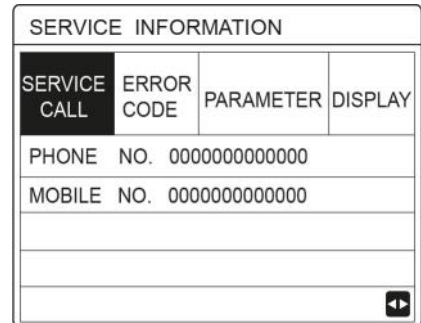 SERVICE INFORMATION
SERVICE CALL
ERROR CODE
PARAMETER
DISPLAY
PHONE NO. 0000000000000
MOBILE NO. 0000000000000